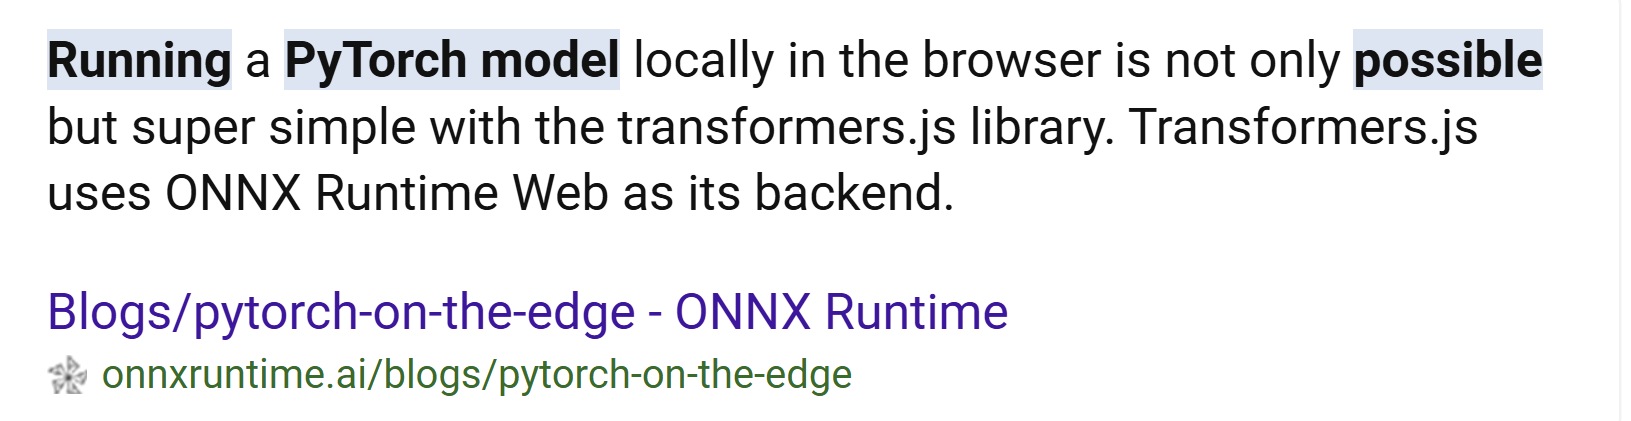 Running a PyTorch model locally in the browser is not only possible
but super simple with the transformers.js library. Transformers.js
uses ONNX Runtime Web as its backend.
Blogs/pytorch-on-the-edge - ONNX Runtime
onnxruntime.ai/blogs/pytorch-on-the-edge